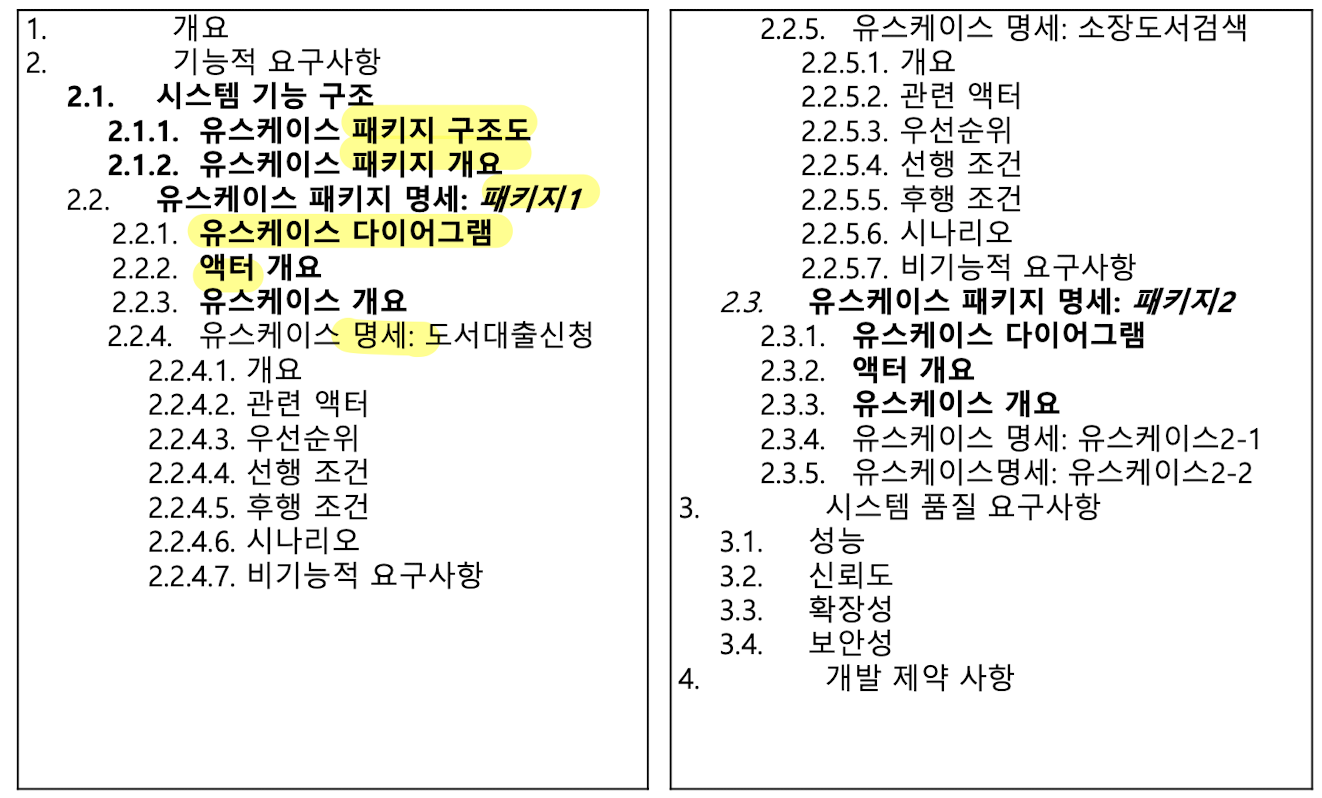 1. 개요
2. 기능적 요구사항
2.1. 시스템 기능 구조
2.1.1. 유스케이스 패키지 구조도
2.1.2. 유스케이스 패키지 개요
2.2. 유스케이스 패키지 명세: 패키지1
2.2.1. 유스케이스 다이어그램
2.2.2. 액터 개요
2.2.3. 유스케이스 개요
2.2.4. 유스케이스 명세: 도서대출신청
2.2.4.1. 개요
2.2.4.2. 관련 액터
2.2.4.3. 우선순위
2.2.4.4. 선행 조건
2.2.4.5. 후행 조건
2.2.4.6. 시나리오
2.2.4.7. 비기능적 요구사항
2.2.5. 유스케이스 명세: 소장도서검색
2.2.5.1. 개요
2.2.5.2. 관련 액터
2.2.5.3. 우선순위
2.2.5.4. 선행 조건
2.2.5.5. 후행 조건
2.2.5.6. 시나리오
2.2.5.7. 비기능적 요구사항
2.3. 유스케이스 패키지 명세: 패키지2
2.3.1. 유스케이스 다이어그램
2.3.2. 액터 개요
2.3.3. 유스케이스 개요
2.3.4. 유스케이스 명세: 유스케이스2-1
2.3.5. 유스케이스명세: 유스케이스2-2
3. 시스템 품질 요구사항
3.1. 성능
3.2. 신뢰도
3.3. 확장성
3.4. 보안성
4. 개발 제약 사항